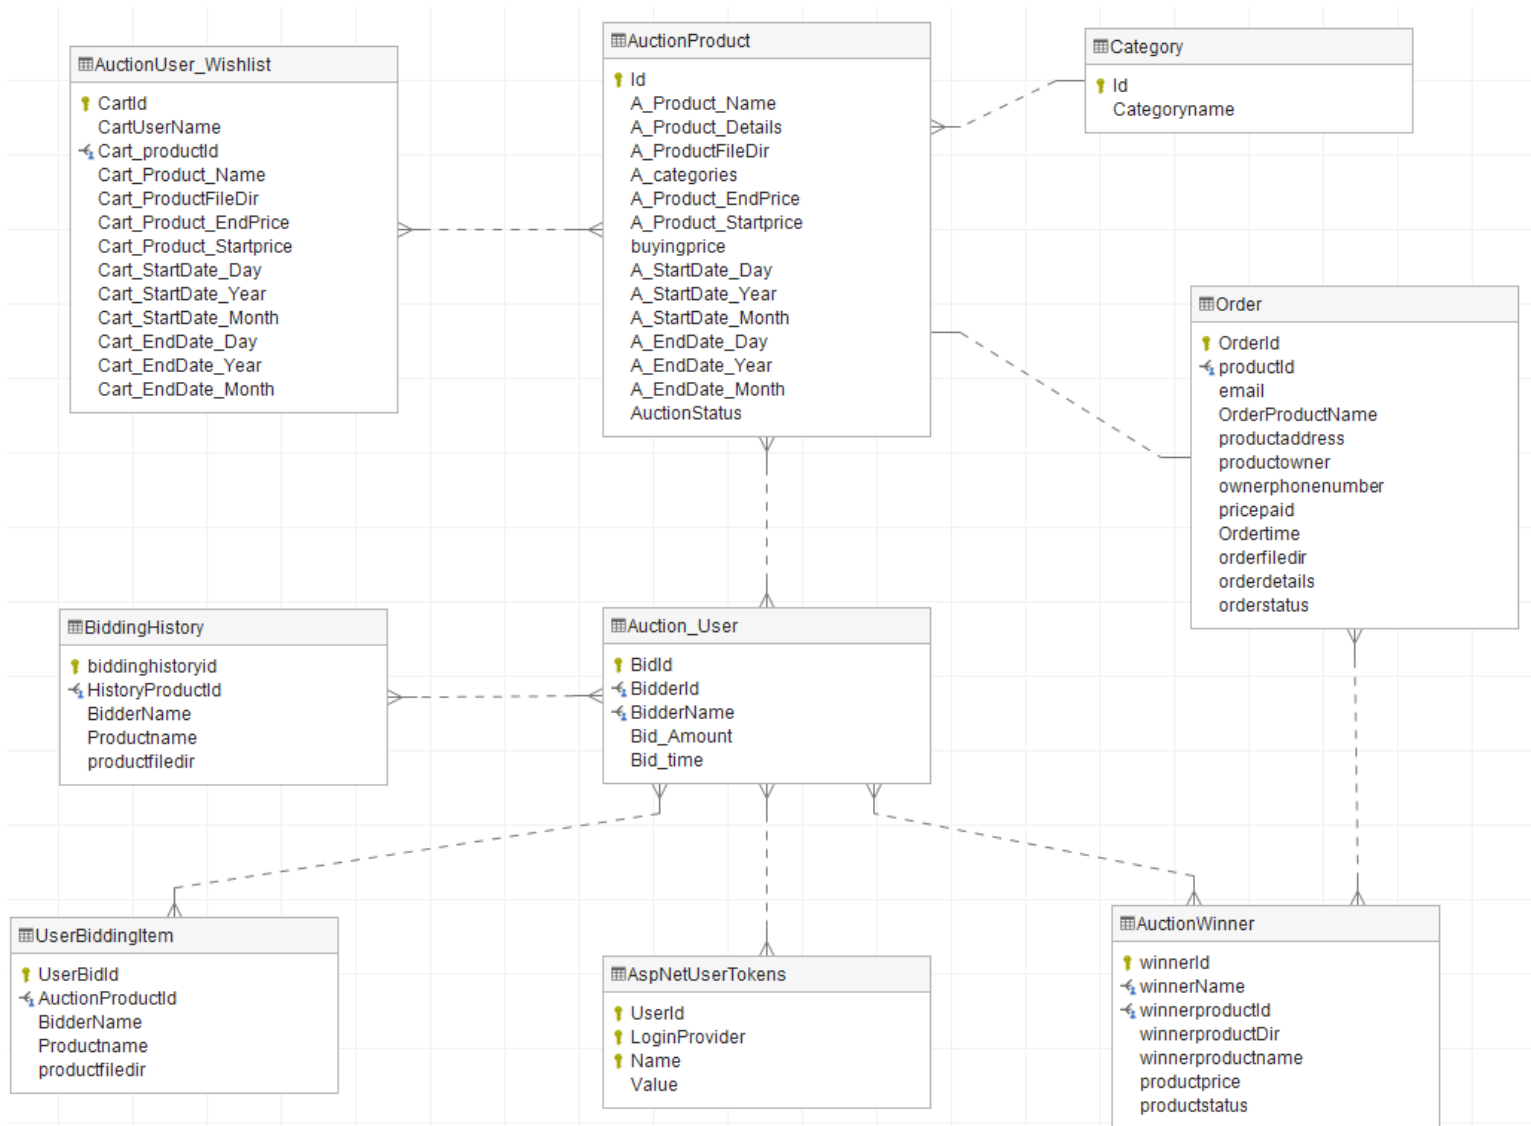 AuctionUser_Wishlist
CartId
CartUserName
Cart_productId
Cart_Product_Name
Cart_ProductFileDir
Cart_Product_EndPrice
Cart_Product_Startprice
Cart_StartDate_Day
Cart_StartDate_Year
Cart_StartDate_Month
Cart_EndDate_Day
Cart_EndDate_Year
Cart_EndDate_Month
AuctionProduct
Id
A_Product_Name
A_Product_Details
A_ProductFileDir
A_categories
A_Product_EndPrice
A_Product_Startprice
buyingprice
A_StartDate_Day
A_StartDate_Year
A_StartDate_Month
A_EndDate_Day
A_EndDate_Year
A_EndDate_Month
AuctionStatus
Category
Id
Categoryname
Order
OrderId
productId
email
OrderProductName
productaddress
productowner
ownerphonenumber
pricepaid
Ordertime
orderfiledir
orderdetails
orderstatus
BiddingHistory
biddinghistoryid
HistoryProductId
BidderName
Productname
productfiledir
Auction_User
BidId
BidderId
BidderName
Bid_Amount
Bid_time
UserBiddingItem
UserBidId
AuctionProductId
BidderName
Productname
productfiledir
AspNetUserTokens
UserId
LoginProvider
Name
Value
AuctionWinner
winnerId
winnerName
winnerproductId
winnerproductDir
winnerproductname
productprice
productstatus